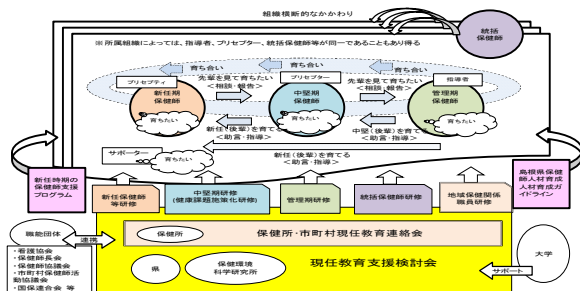 組織横断的なかかわり
統括
保健師
※所属組織によっては、指導者、プリセプター、統括保健師等が同一であることもあり得る
育ち合い
育ち合い
育ち合い
プリセプティ
プリセプター
指導者
新任期
保健師
先輩を見て育ちたい
<相談・報告>
中堅期
保健師
先輩を見て育ちたい
<相談・報告>
管理期
保健師
育ちたい
育ちたい
育ちたい
新任(後輩)を育てる
<助言・指導>
中堅(後輩)を育てる
<助言・指導>
サポーター
育ちたい
新任(後輩)を育てる
<助言・指導>
新任時期の
保健師支援
プログラム
島根県保健
師人材育成
人材育成ガ
イドライン
新任保健師
等研修
中堅期研修
(健康課題施策化研修)
管理期研修
統括保健師研修
地域保健関係
職員研修
職能団体
連携
・看護協会
・保健師長会
・保健師協議会
・市町村保健師活
動協議会
・国保連合会 等
保健所
保健所・市町村現任教育連絡会
県
保健環境
科学研究所
現任教育支援検討会
大学
サポート